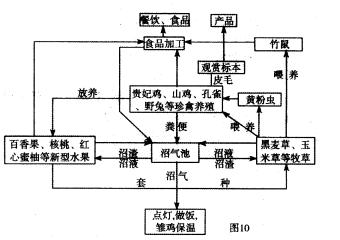 餐饮、食品
产品
食品加工
竹鼠
观赏标本
皮毛
放养
喂养
贵妃鸡、山鸡、孔雀、
野兔等珍禽养殖
黄粉虫
粪便
喂养
百香果、核桃、红
心蜜柚等新型水果
沼渣
沼液
沼气池
沼液
沼渣
黑麦草、玉
米草等牧草
套
沼气
种
点灯,做饭,
雏鸡保温
图10